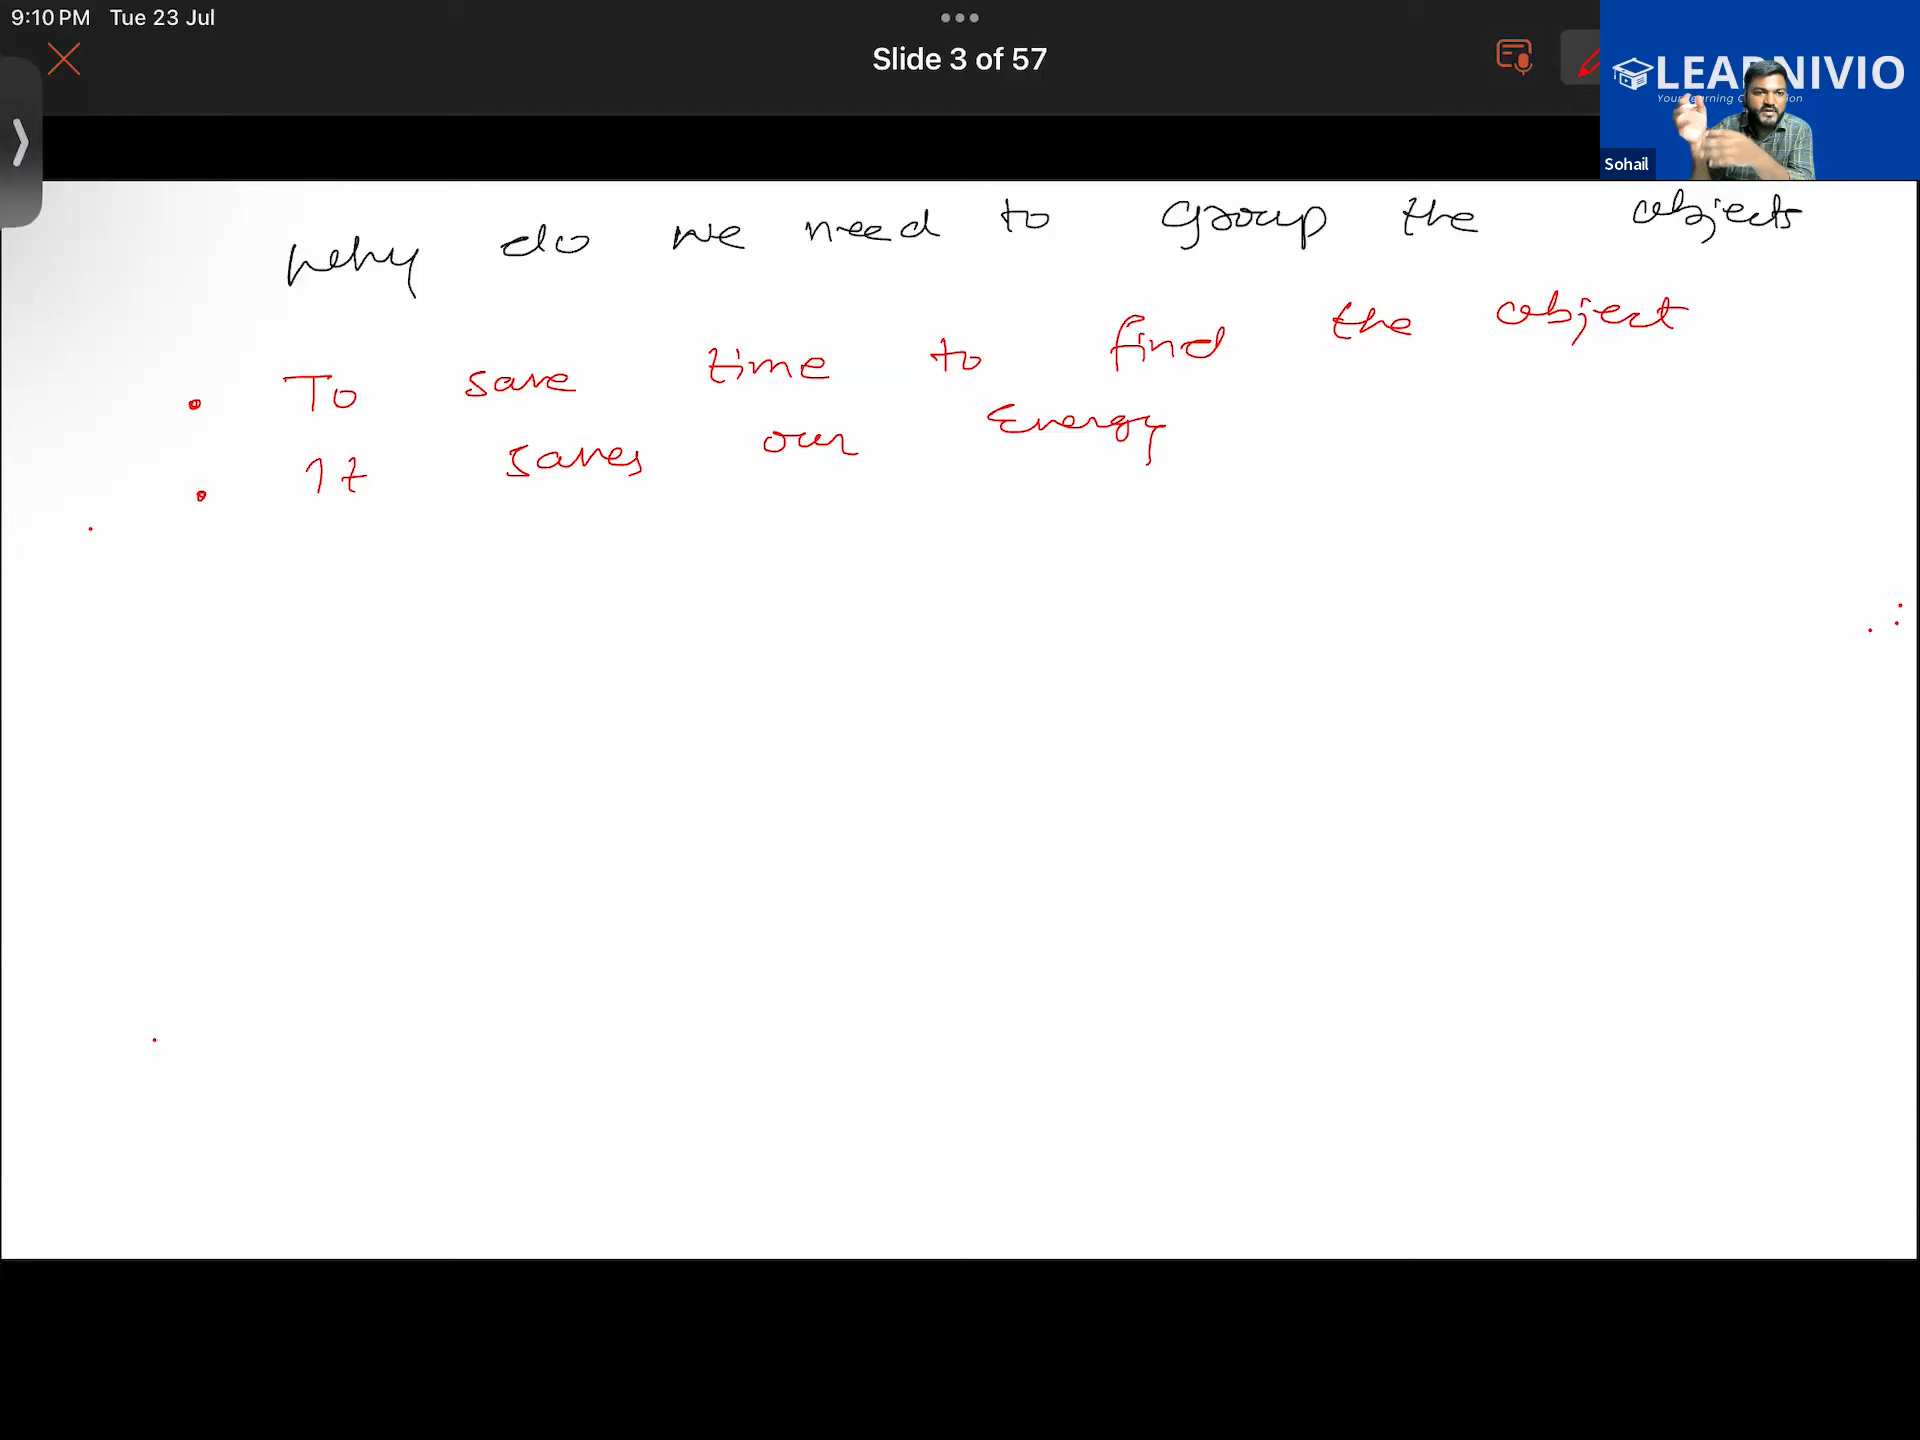 9:10 PM Tue 23 Jul
Slide 3 of 57
LEARNIVIO
Sohail
why do we need to group the objects
• To save time to find the object
• It saves our Energy